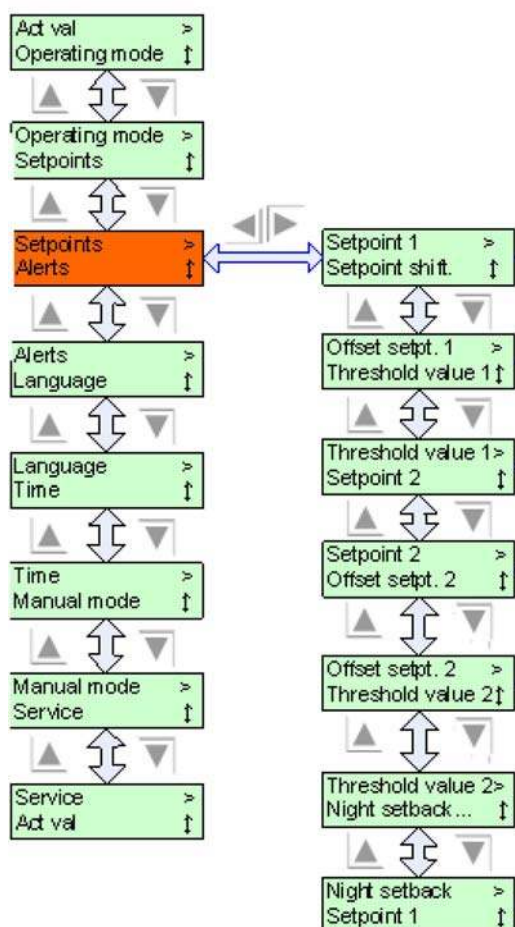 Act val >
Operating mode ↕
Operating mode >
Setpoints ↕
Setpoints >
Alerts ↕
Alerts >
Language ↕
Language >
Time ↕
Time >
Manual mode ↕
Manual mode >
Service ↕
Service >
Act val ↕
Setpoint 1 >
Setpoint shift. ↕
Offset setpt. 1 >
Threshold value 1↕
Threshold value 1>
Setpoint 2 ↕
Setpoint 2 >
Offset setpt. 2 ↕
Offset setpt. 2 >
Threshold value 2↕
Threshold value 2>
Night setback... ↕
Night setback >
Setpoint 1 ↕